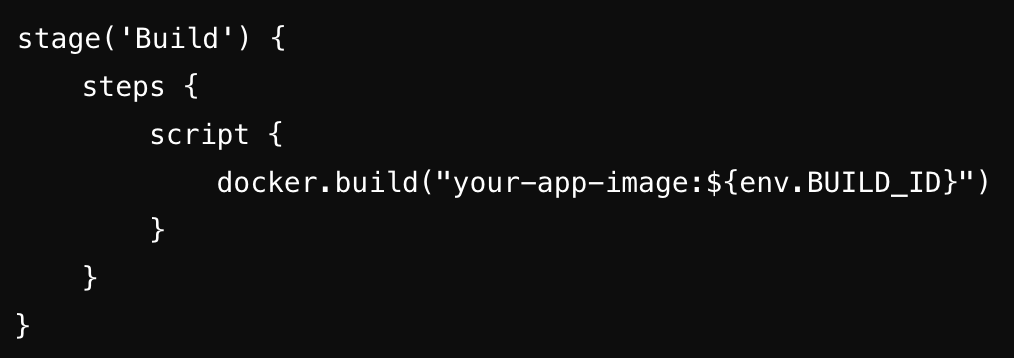 stage('Build') {
    steps {
        script {
            docker.build("your-app-image:${env.BUILD_ID}")
        }
    }
}